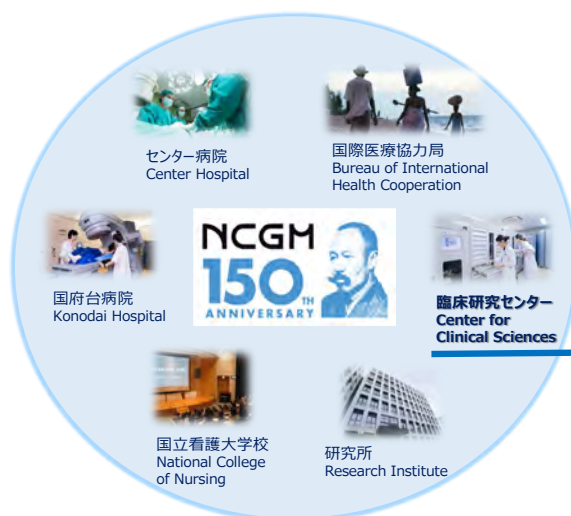 センター病院
Center Hospital
国際医療協力局
Bureau of International
Health Cooperation
国府台病院
Konodai Hospital
NCGM
150TH
ANNIVERSARY
臨床研究センター
Center for
Clinical Sciences
国立看護大学校
National College
of Nursing
研究所
Research Institute